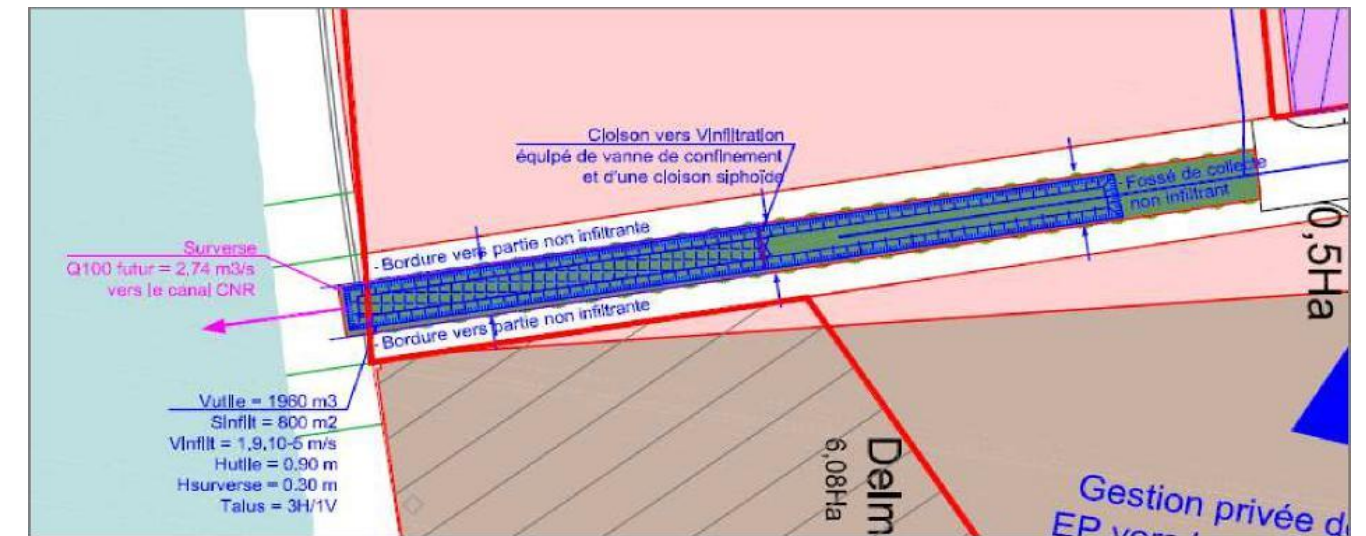 Cloison vers Vinfiltration
équipé de vanne de confinement
et d'une cloison siphoïde
- Fossé de collecte
non infiltrant
- Bordure vers partie non infiltrante
Surverse
Q100 futur = 2,74 m3/s
vers le canal CNR
- Bordure vers partie non infiltrante
0,5Ha
Vutile = 1960 m3
Sinfilt = 800 m2
Vinfilt = 1,9.10-5 m/s
Hutile = 0.90 m
Hsurverse = 0.30 m
Talus = 3H/1V
Delm
6,08Ha
Gestion privée d
EP vers